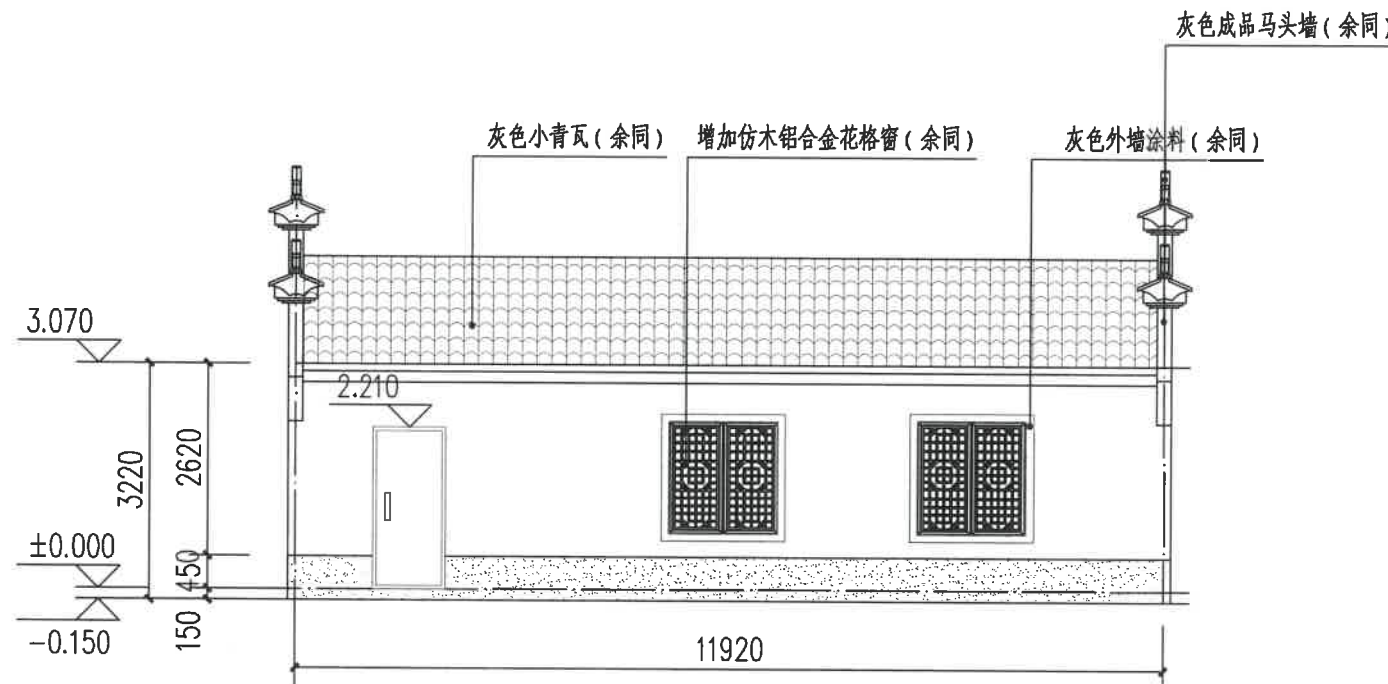 灰色成品马头墙(余同)
灰色小青瓦(余同)
增加仿木铝合金花格窗(余同)
灰色外墙涂料(余同)
3.070
2.210
3220
2620
±0.000
450
-0.150
150
11920